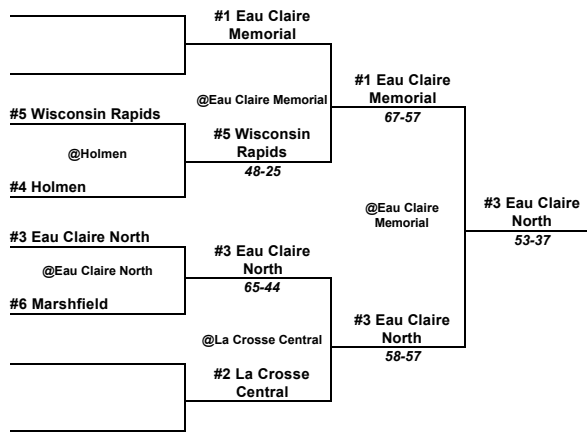 #1 Eau Claire
Memorial
@Eau Claire Memorial
#1 Eau Claire
Memorial
67-57
#5 Wisconsin Rapids
@Holmen
#4 Holmen
#5 Wisconsin
Rapids
48-25
@Eau Claire
Memorial
#3 Eau Claire
North
53-37
#3 Eau Claire North
@Eau Claire North
#6 Marshfield
#3 Eau Claire
North
65-44
@La Crosse Central
#3 Eau Claire
North
58-57
#2 La Crosse
Central